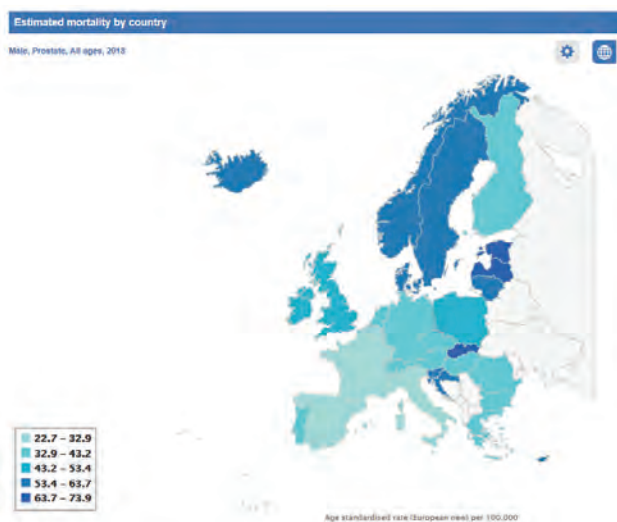 Estimated mortality by country
Male, Prostate, All ages, 2018
22.7 – 32.9
32.9 – 43.2
43.2 – 53.4
53.4 – 63.7
63.7 – 73.9
Age standardised rate (European new) per 100,000